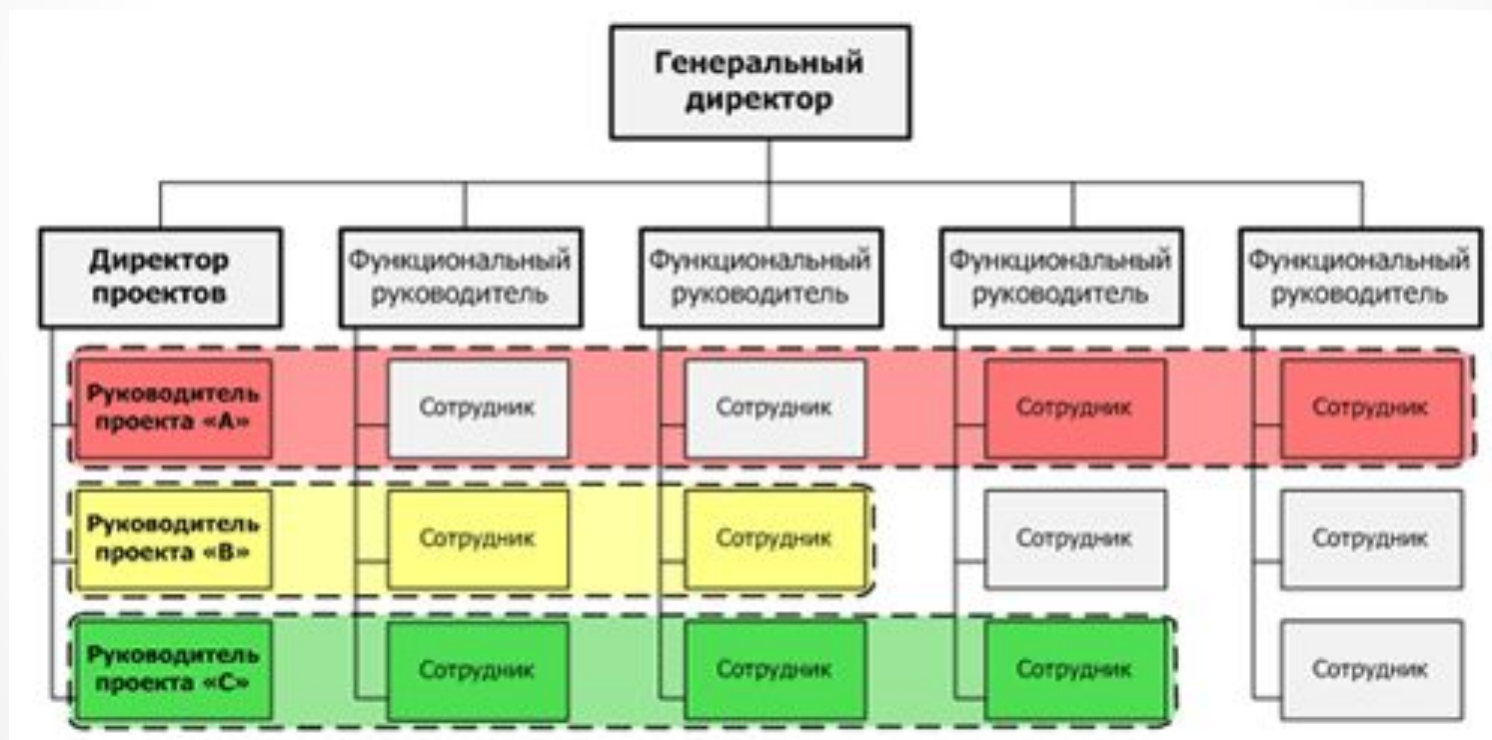 Генеральный
директор
Директор
проектов
Функциональный
руководитель
Функциональный
руководитель
Функциональный
руководитель
Функциональный
руководитель
Руководитель
проекта «А»
Сотрудник
Сотрудник
Сотрудник
Сотрудник
Руководитель
проекта «В»
Сотрудник
Сотрудник
Сотрудник
Сотрудник
Руководитель
проекта «С»
Сотрудник
Сотрудник
Сотрудник
Сотрудник